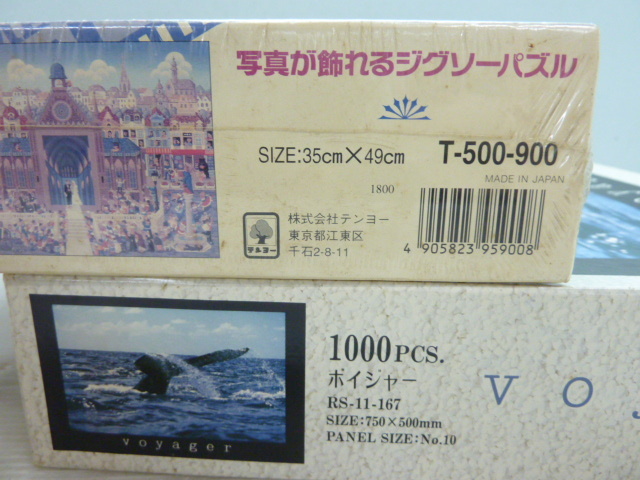 写真が飾れるジグソーパズル
SIZE:35cm×49cm T-500-900
MADE IN JAPAN
1800
テンヨー
株式会社テンヨー
東京都江東区
千石2-8-11
4 905823 959008
1000PCS.
ボイジャー
RS-11-167
SIZE:750×500mm
PANEL SIZE:No.10
voyager
VOJ